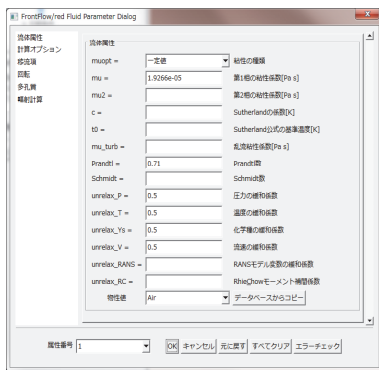 FrontFlow/red Fluid Parameter Dialog
流体属性
計算オプション
移流項
回転
多孔質
輻射計算
流体属性
muopt = 一定値 粘性の種類
mu = 1.9266e-05 第1相の粘性係数[Pa s]
mu2 = 第2相の粘性係数[Pa s]
c = Sutherlandの係数[K]
t0 = Sutherland公式の基準温度[K]
mu_turb = 乱流粘性係数[Pa s]
Prandtl = 0.71 Prandtl数
Schmidt = Schmidt数
unrelax_P = 0.5 圧力の緩和係数
unrelax_T = 0.5 温度の緩和係数
unrelax_Ys = 0.5 化学種の緩和係数
unrelax_V = 0.5 流速の緩和係数
unrelax_RANS = RANSモデル変数の緩和係数
unrelax_RC = RhieChowモーメント補間係数
物性値 Air データベースからコピー
属性番号 1 OK キャンセル 元に戻す すべてクリア エラーチェック